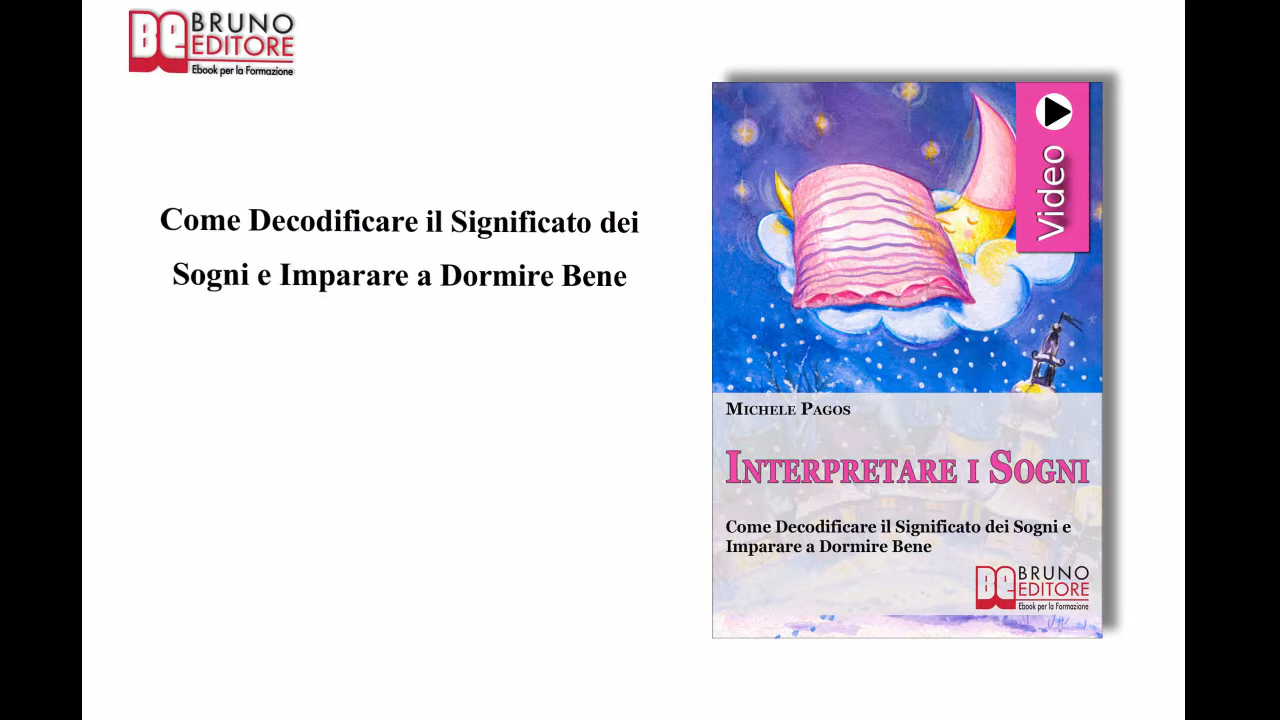 BRUNO
EDITORE
Ebook per la Formazione
Come Decodificare il Significato dei
Sogni e Imparare a Dormire Bene
Video
MICHELE PAGOS
INTERPRETARE I SOGNI
Come Decodificare il Significato dei Sogni e
Imparare a Dormire Bene
BRUNO
EDITORE
Ebook per la Formazione